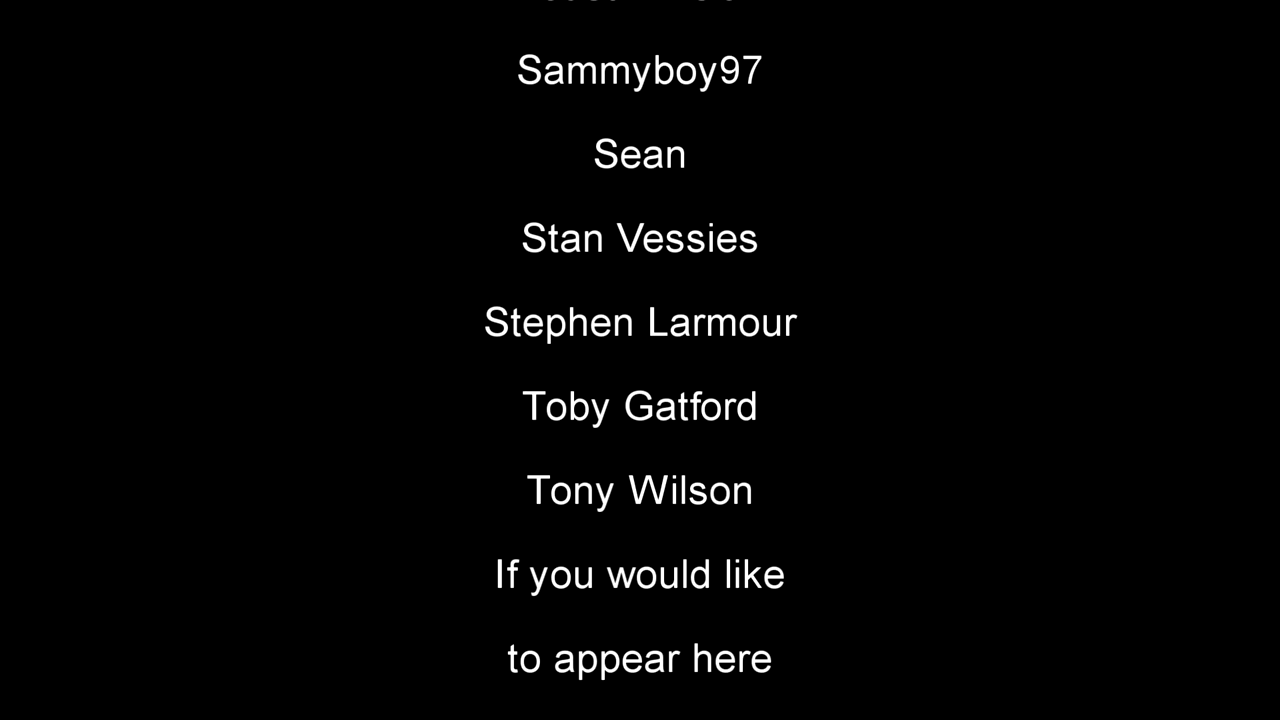 Sammyboy97
Sean
Stan Vessies
Stephen Larmour
Toby Gatford
Tony Wilson
If you would like
to appear here